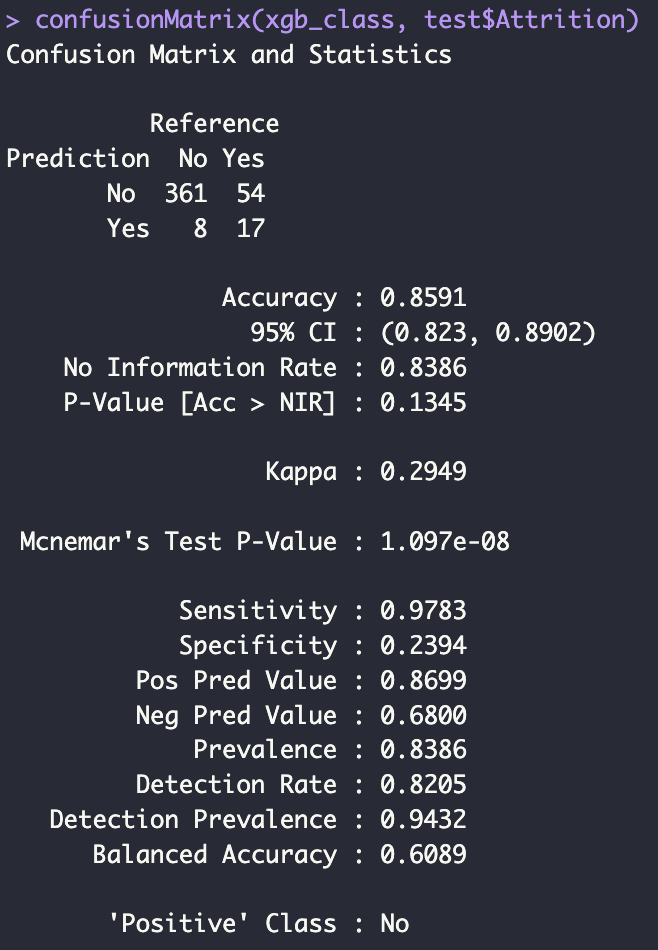 > confusionMatrix(xgb_class, test$Attrition)
Confusion Matrix and Statistics
Reference
Prediction No Yes
No 361 54
Yes 8 17
Accuracy : 0.8591
95% CI : (0.823, 0.8902)
No Information Rate : 0.8386
P-Value [Acc > NIR] : 0.1345
Kappa : 0.2949
Mcnemar's Test P-Value : 1.097e-08
Sensitivity : 0.9783
Specificity : 0.2394
Pos Pred Value : 0.8699
Neg Pred Value : 0.6800
Prevalence : 0.8386
Detection Rate : 0.8205
Detection Prevalence : 0.9432
Balanced Accuracy : 0.6089
'Positive' Class : No